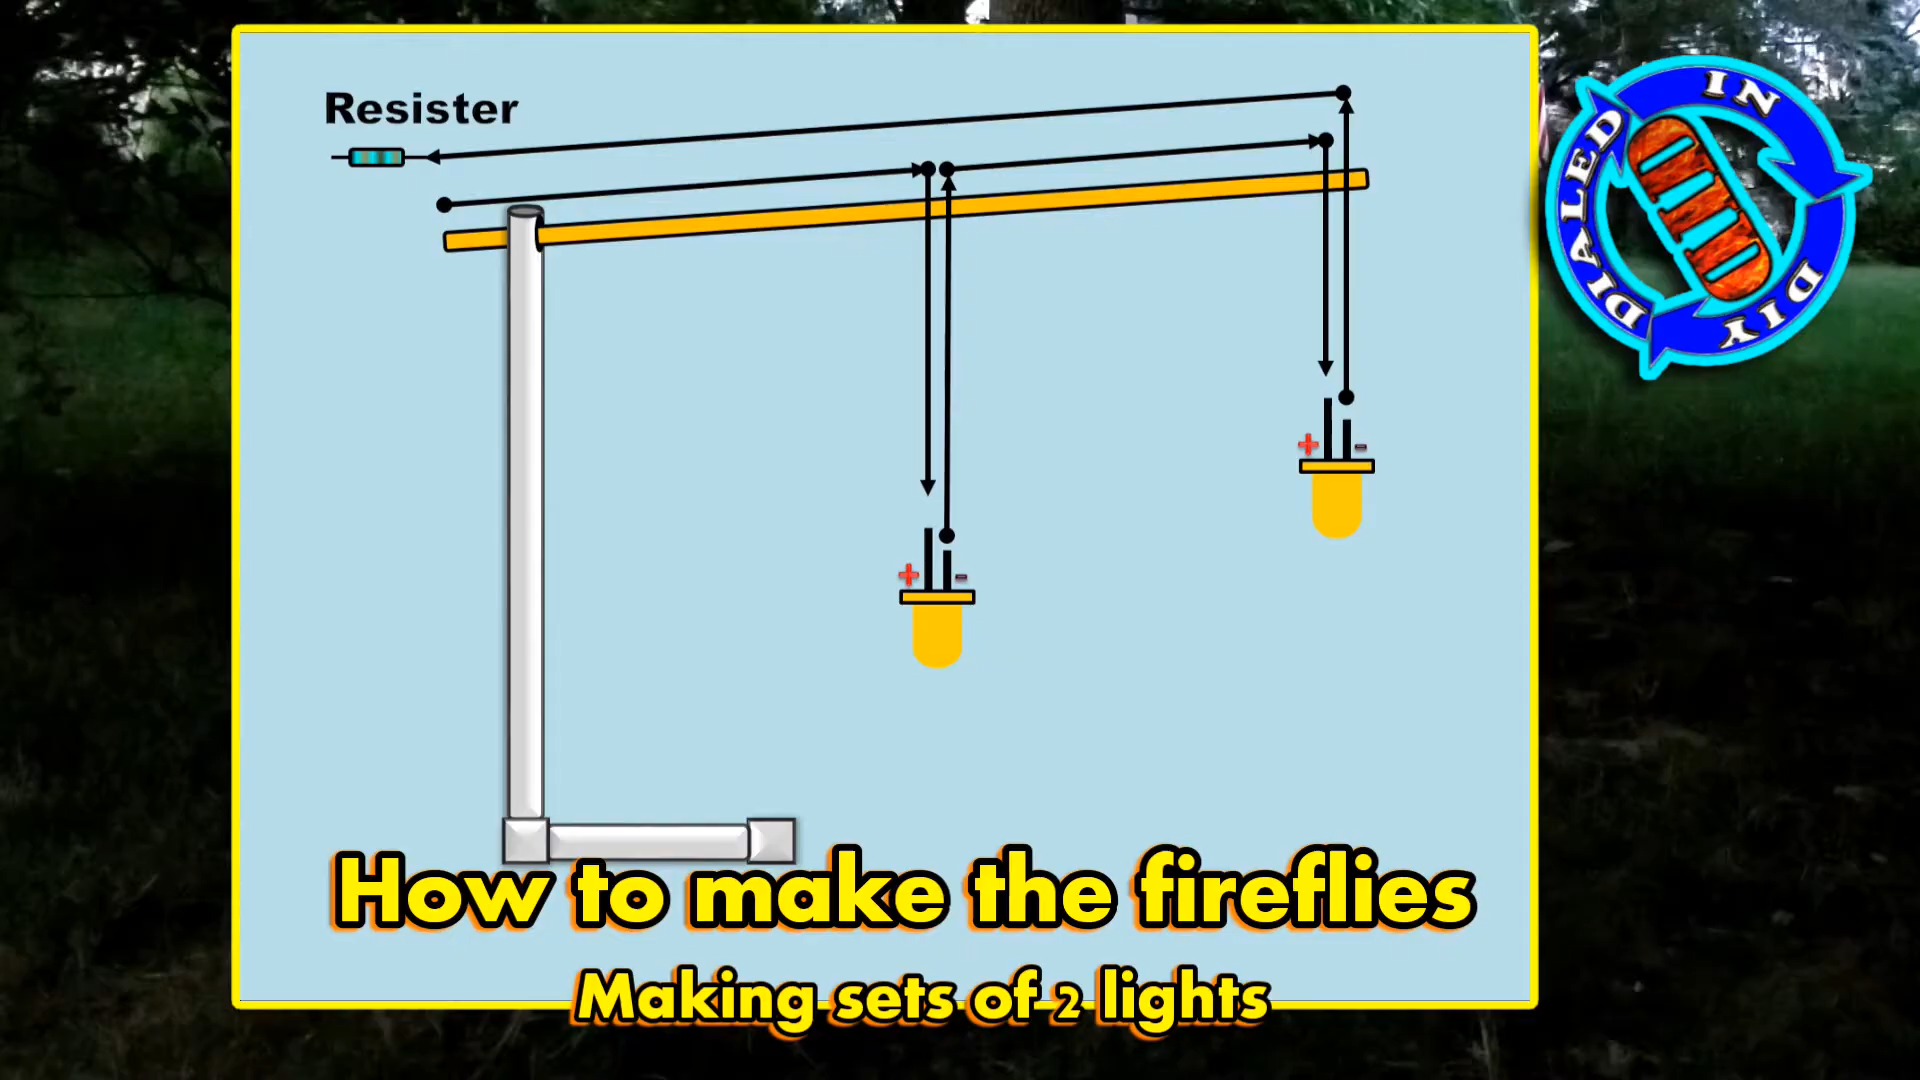 Resister
DIALED
IN
DIY
+ -
+ -
How to make the fireflies
Making sets of 2 lights